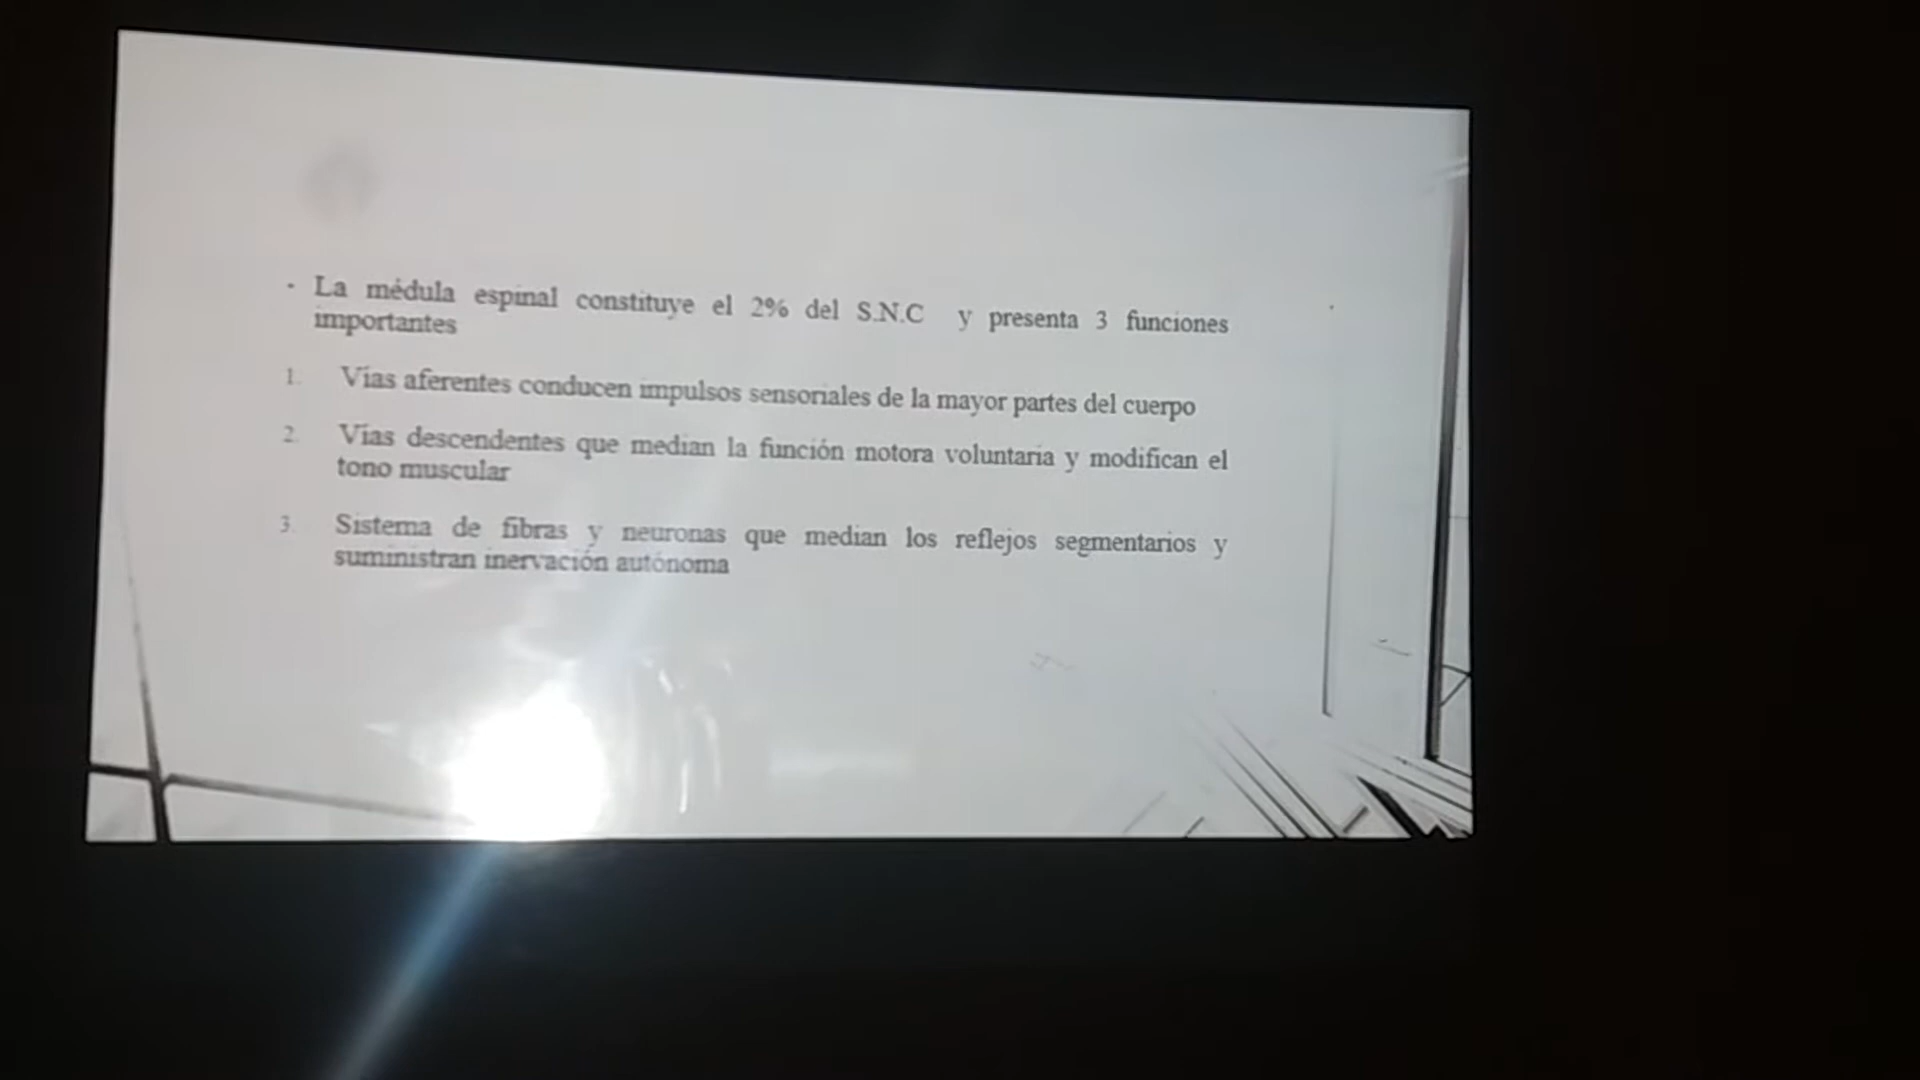 · La médula espinal constituye el 2% del S.N.C y presenta 3 funciones
importantes
1. Vías aferentes conducen impulsos sensoriales de la mayor partes del cuerpo
2. Vías descendentes que median la función motora voluntaria y modifican el
tono muscular
3. Sistema de fibras y neuronas que median los reflejos segmentarios y
suministran inervación autónoma